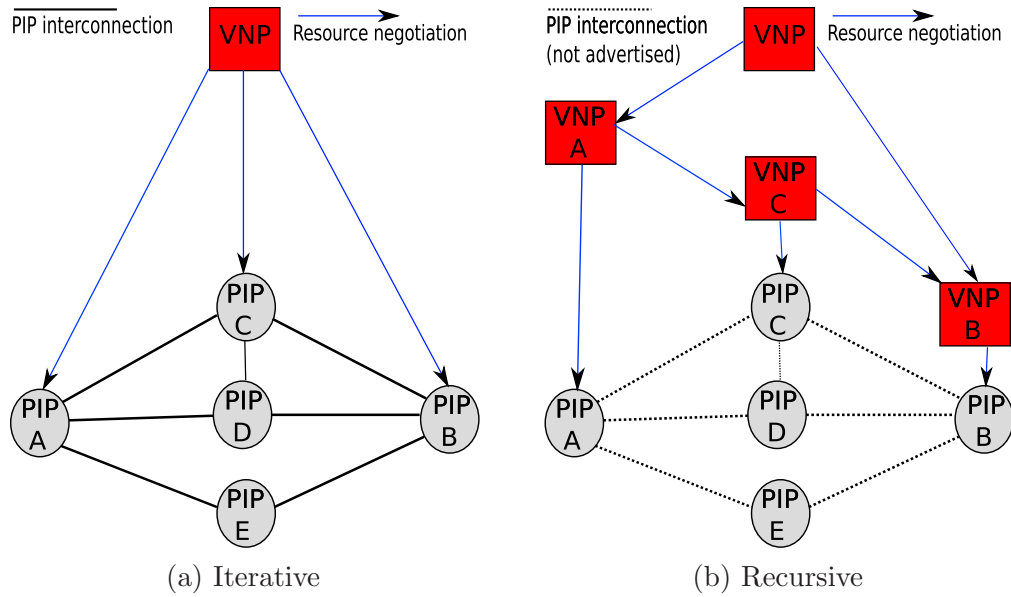 PIP interconnection
VNP
Resource negotiation
PIP
C
PIP
A
PIP
D
PIP
B
PIP
E
(a) Iterative
PIP interconnection
(not advertised)
VNP
Resource negotiation
VNP
A
VNP
C
VNP
B
PIP
C
PIP
A
PIP
D
PIP
B
PIP
E
(b) Recursive